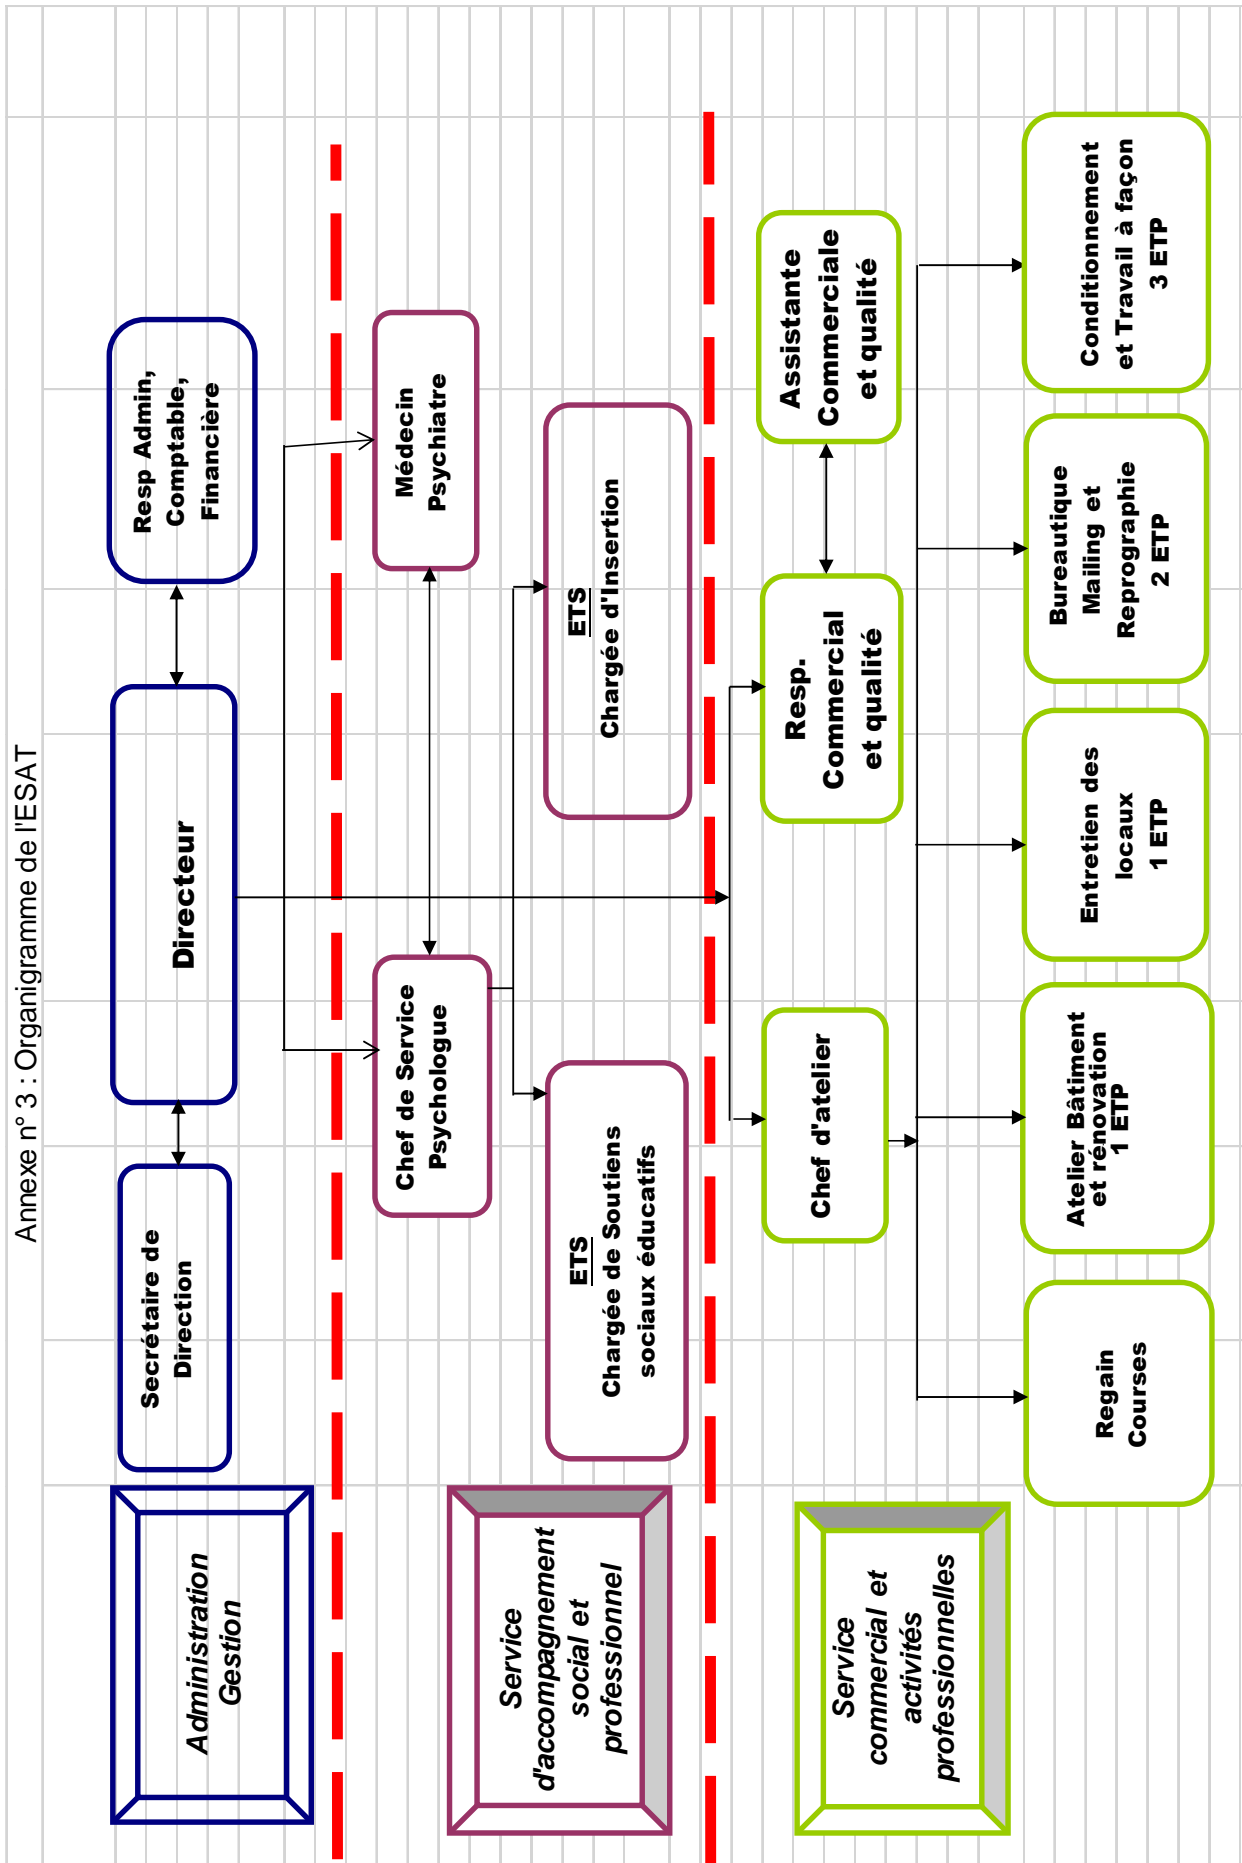 Annexe n° 3 : Organigramme de l'ESAT
Administration
Gestion
Secrétaire de
Direction
Directeur
Resp Admin,
Comptable,
Financière
Service
d'accompagnement
social et
professionnel
Chef de Service
Psychologue
Médecin
Psychiatre
ETS
Chargée de Soutiens
sociaux éducatifs
ETS
Chargée d'Insertion
Service
commercial et
activités
professionnelles
Chef d'atelier
Resp.
Commercial
et qualité
Assistante
Commerciale
et qualité
Regain
Courses
Atelier Bâtiment
et rénovation
1 ETP
Entretien des
locaux
1 ETP
Bureautique
Mailing et
Reprographie
2 ETP
Conditionnement
et Travail à façon
3 ETP